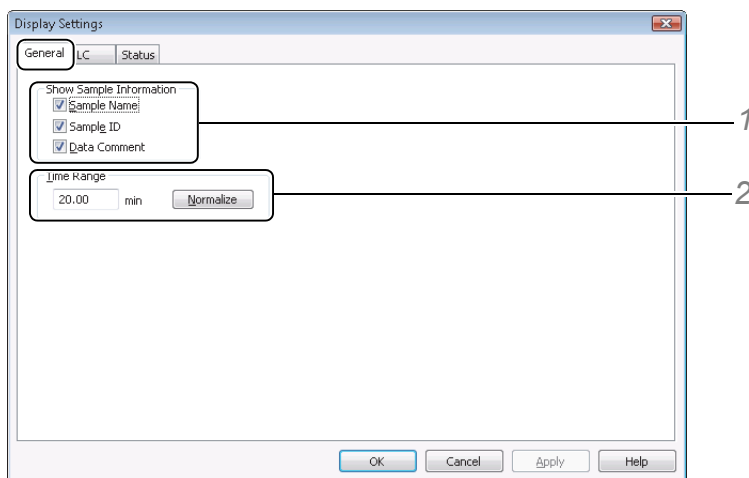 Display Settings
General LC Status
Show Sample Information
Sample Name
Sample ID
Data Comment
1
Time Range
20.00 min Normalize
2
OK Cancel Apply Help